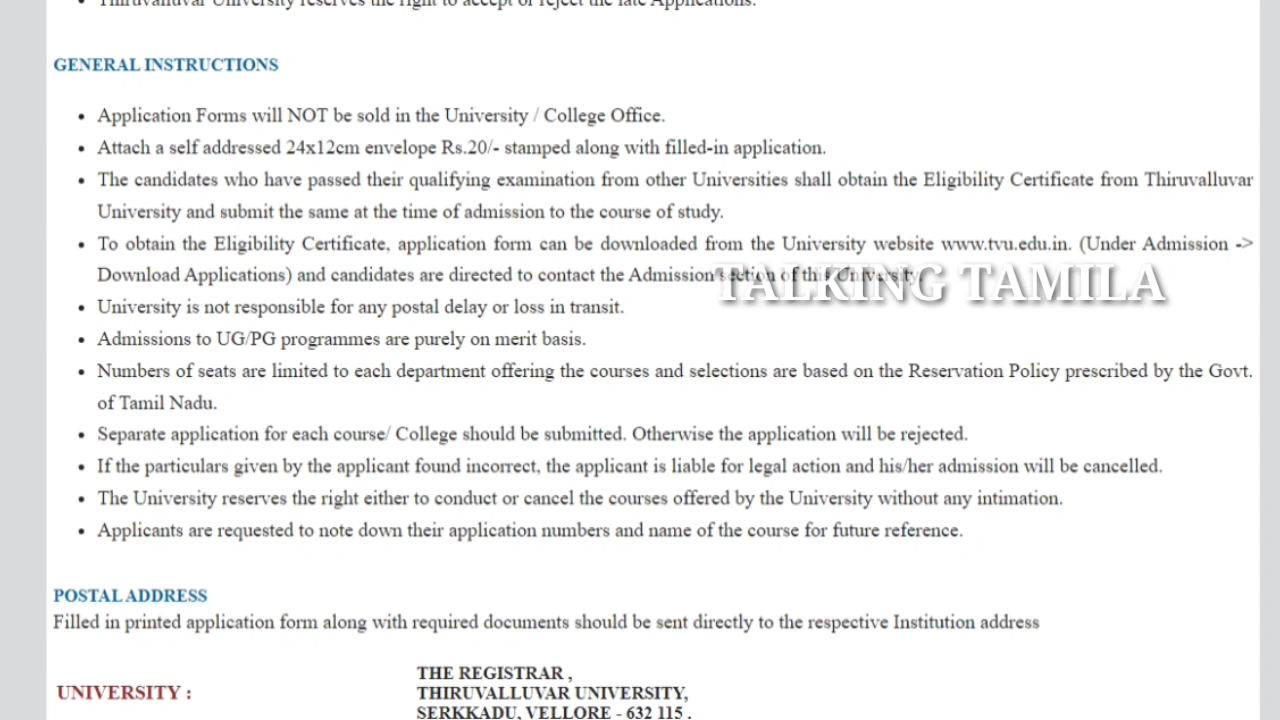 Thiruvalluvar University reserves the right to accept or reject the late Applications.
GENERAL INSTRUCTIONS
• Application Forms will NOT be sold in the University / College Office.
• Attach a self addressed 24x12cm envelope Rs.20/- stamped along with filled-in application.
• The candidates who have passed their qualifying examination from other Universities shall obtain the Eligibility Certificate from Thiruvalluvar
University and submit the same at the time of admission to the course of study.
• To obtain the Eligibility Certificate, application form can be downloaded from the University website www.tvu.edu.in. (Under Admission ->
Download Applications) and candidates are directed to contact the Admission section of this University.
TALKING TAMILA
• University is not responsible for any postal delay or loss in transit.
• Admissions to UG/PG programmes are purely on merit basis.
• Numbers of seats are limited to each department offering the courses and selections are based on the Reservation Policy prescribed by the Govt.
of Tamil Nadu.
• Separate application for each course/ College should be submitted. Otherwise the application will be rejected.
• If the particulars given by the applicant found incorrect, the applicant is liable for legal action and his/her admission will be cancelled.
• The University reserves the right either to conduct or cancel the courses offered by the University without any intimation.
• Applicants are requested to note down their application numbers and name of the course for future reference.
POSTAL ADDRESS
Filled in printed application form along with required documents should be sent directly to the respective Institution address
THE REGISTRAR ,
UNIVERSITY : THIRUVALLUVAR UNIVERSITY,
SERKKADU, VELLORE - 632 115 .